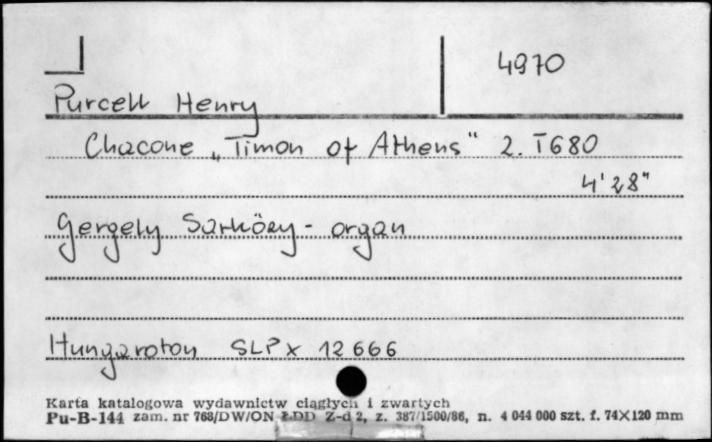 4970
Purcell Henry
Chacone „Timon of Athens" 2. T680
4'28"
Gergely Sarközy - organ
Hungaroton SLPX 12666
Karta katalogowa wydawnictw ciągłych i zwartych
Pu-B-144 zam. nr 768/DW/ON ŁDD Z-d 2, z. 387/1500/86, n. 4 044 000 szt. f. 74X120 mm